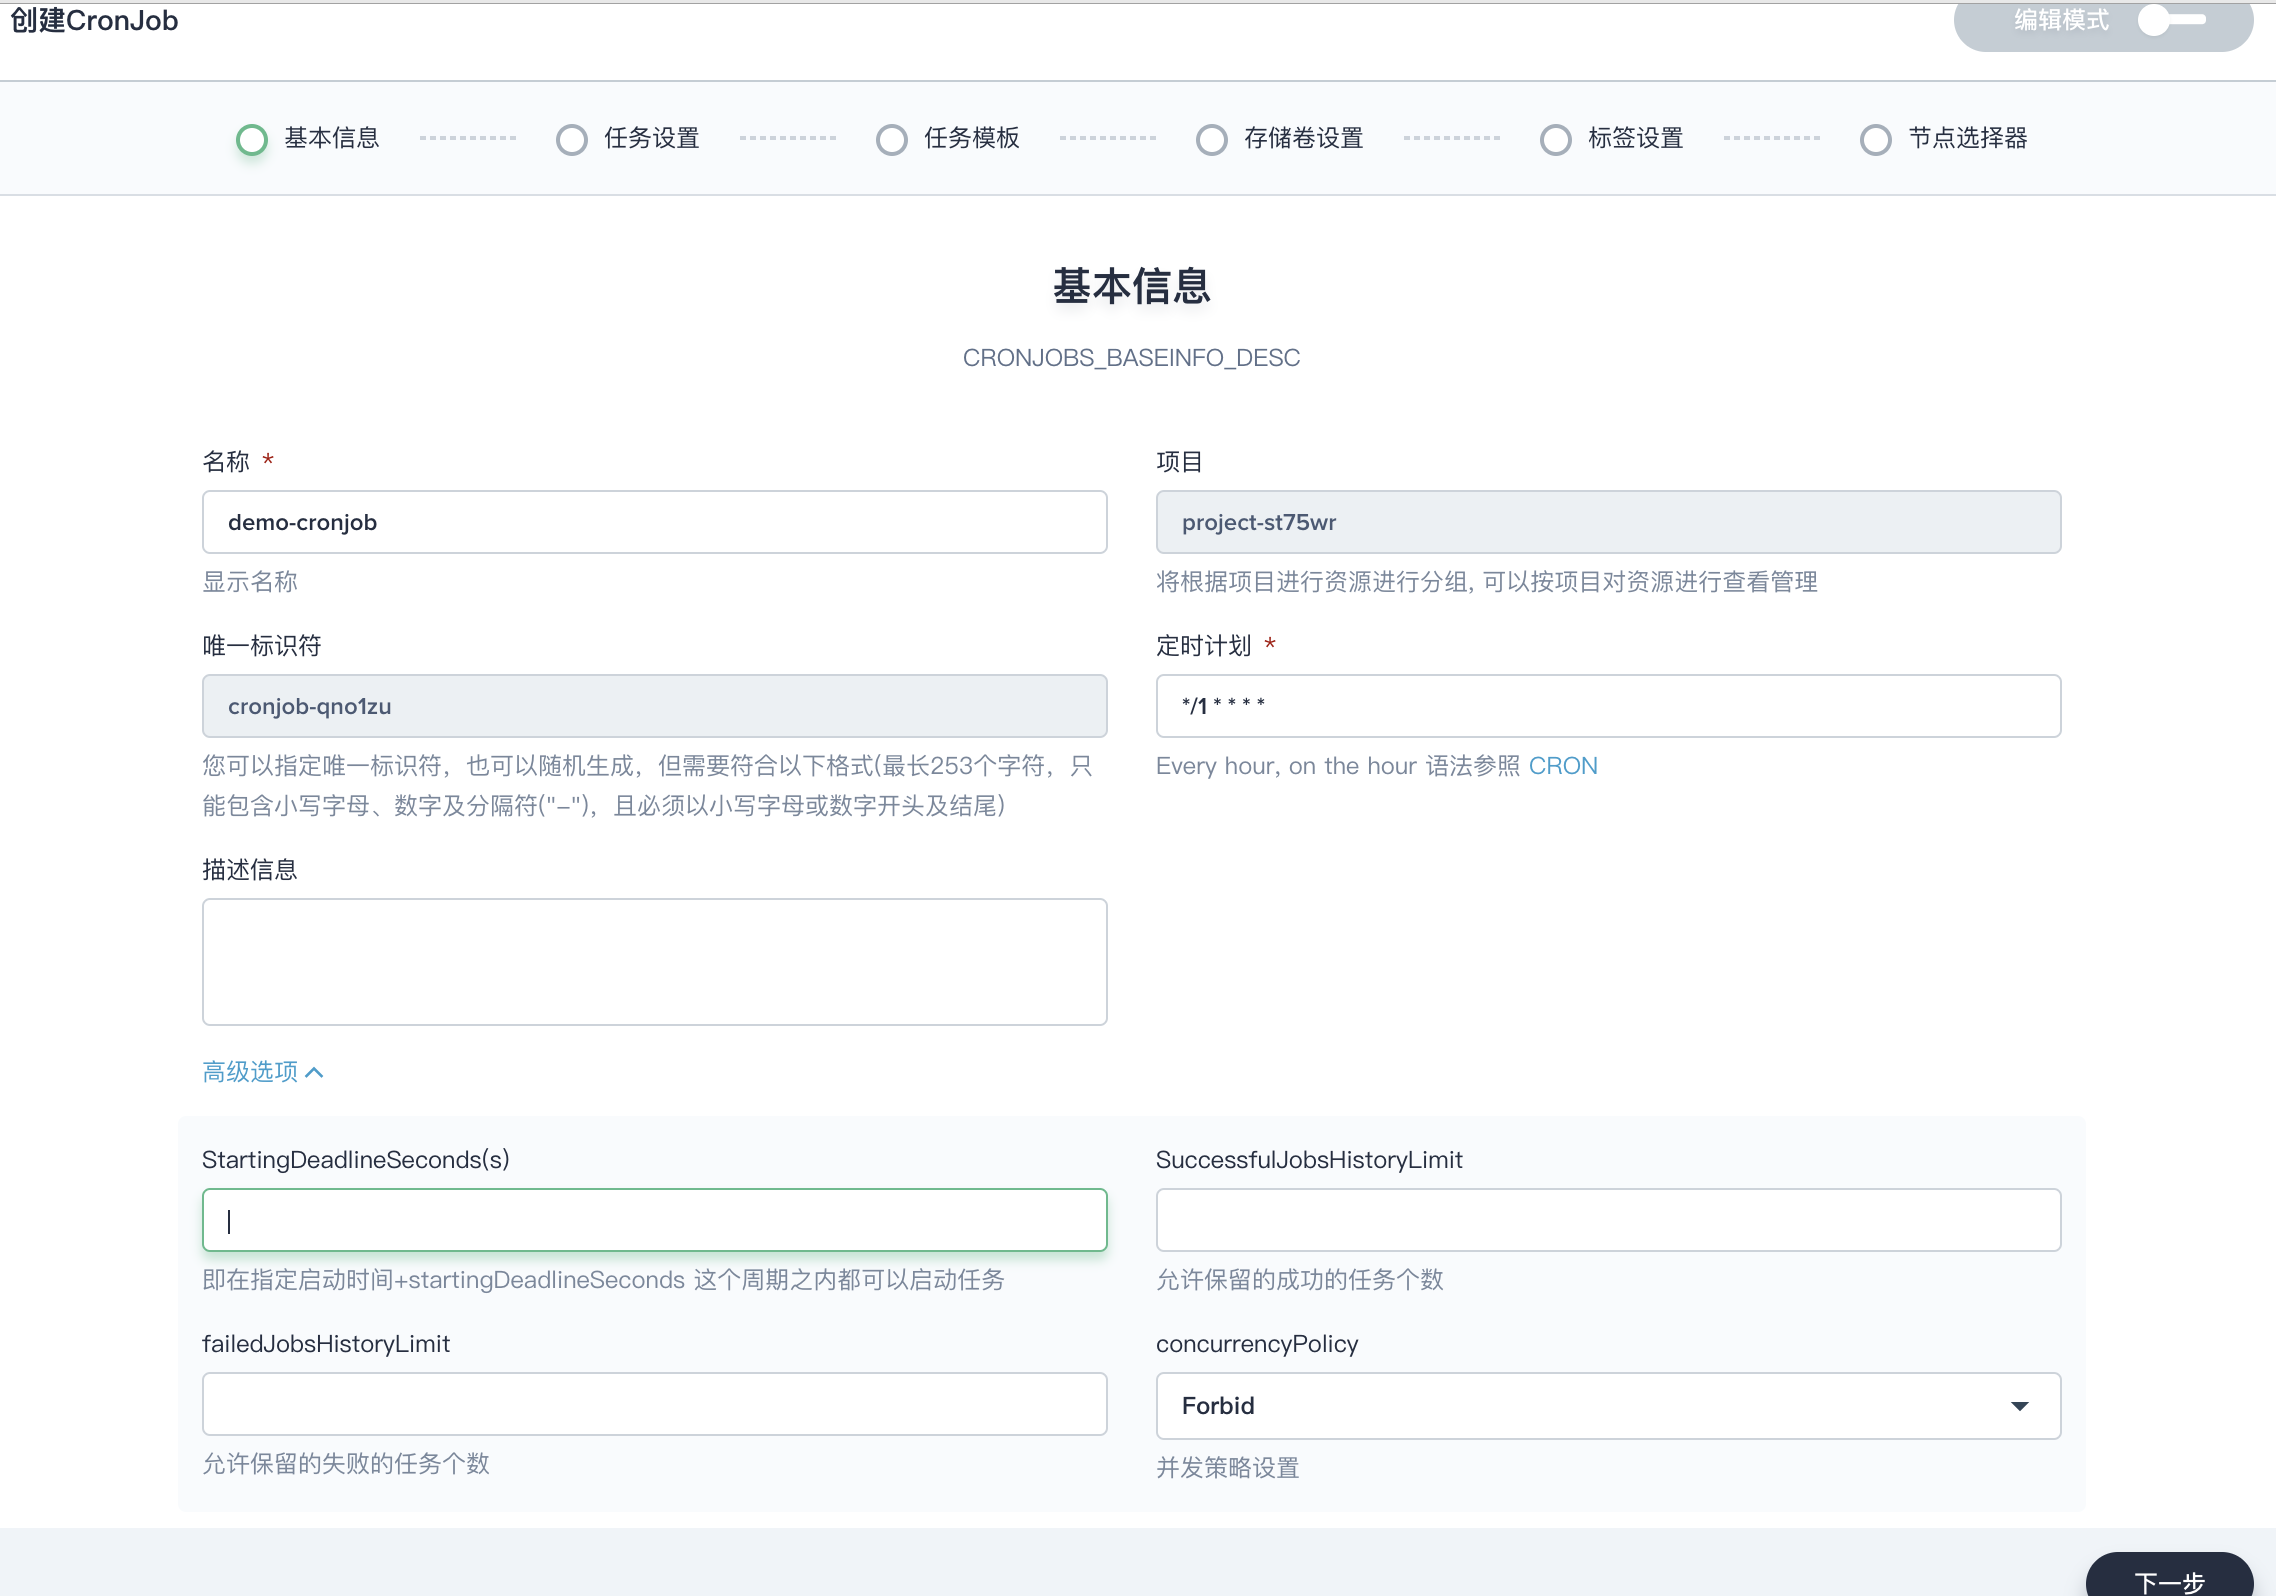 创建CronJob
编辑模式
基本信息
任务设置
任务模板
存储卷设置
标签设置
节点选择器
基本信息
CRONJOBS_BASEINFO_DESC
名称 *
demo-cronjob
显示名称
项目
project-st75wr
将根据项目进行资源进行分组, 可以按项目对资源进行查看管理
唯一标识符
cronjob-qno1zu
您可以指定唯一标识符，也可以随机生成，但需要符合以下格式(最长253个字符，只
能包含小写字母、数字及分隔符("-")，且必须以小写字母或数字开头及结尾)
定时计划 *
*/1 * * * *
Every hour, on the hour 语法参照 CRON
描述信息
高级选项
StartingDeadlineSeconds(s)
即在指定启动时间+startingDeadlineSeconds 这个周期之内都可以启动任务
SuccessfulJobsHistoryLimit
允许保留的成功的任务个数
failedJobsHistoryLimit
允许保留的失败的任务个数
concurrencyPolicy
Forbid
并发策略设置
下一步